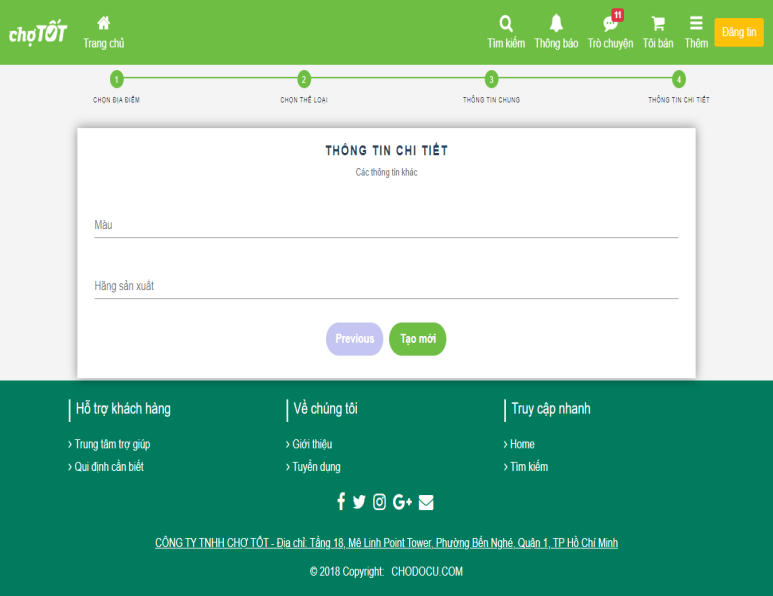 chợTỐT
Trang chủ
11
Tìm kiếm Thông báo Trò chuyện Tôi bán Thêm Đăng tin
1 2 3 4
CHỌN ĐỊA ĐIỂM CHỌN THỂ LOẠI THÔNG TIN CHUNG THÔNG TIN CHI TIẾT
THÔNG TIN CHI TIẾT
Các thông tin khác
Màu
Hãng sản xuất
Previous Tạo mới
Hỗ trợ khách hàng
› Trung tâm trợ giúp
› Qui định cần biết
Về chúng tôi
› Giới thiệu
› Tuyển dụng
Truy cập nhanh
› Home
› Tìm kiếm
CÔNG TY TNHH CHỢ TỐT - Địa chỉ: Tầng 18, Mê Linh Point Tower, Phường Bến Nghé, Quận 1, TP Hồ Chí Minh
© 2018 Copyright: CHODOCU.COM